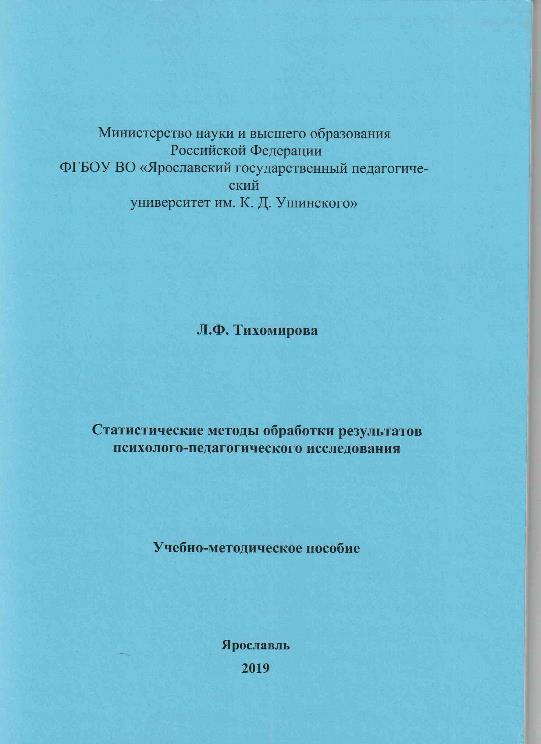 Министерство науки и высшего образования
Российской Федерации
ФГБОУ ВО «Ярославский государственный педагогиче-
ский
университет им. К. Д. Ушинского»
Л.Ф. Тихомирова
Статистические методы обработки результатов
психолого-педагогического исследования
Учебно-методическое пособие
Ярославль
2019